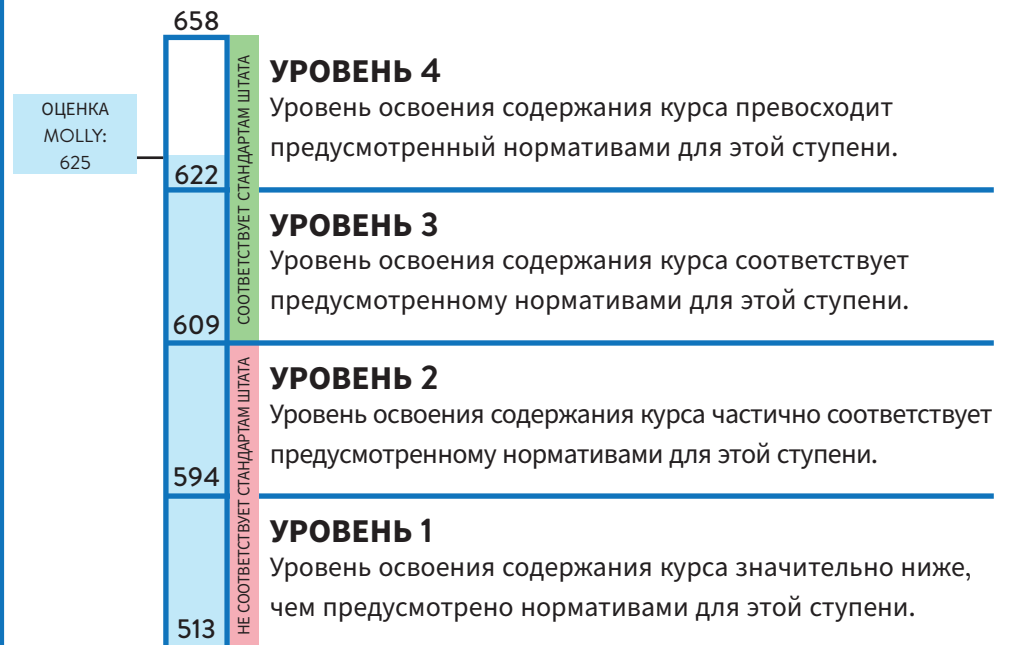 658
СООТВЕТСТВУЕТ СТАНДАРТАМ ШТАТА
УРОВЕНЬ 4
Уровень освоения содержания курса превосходит
предусмотренный нормативами для этой ступени.
ОЦЕНКА
MOLLY:
625
622
УРОВЕНЬ 3
Уровень освоения содержания курса соответствует
предусмотренному нормативами для этой ступени.
609
НЕ СООТВЕТСТВУЕТ СТАНДАРТАМ ШТАТА
УРОВЕНЬ 2
Уровень освоения содержания курса частично соответствует
предусмотренному нормативами для этой ступени.
594
УРОВЕНЬ 1
Уровень освоения содержания курса значительно ниже,
чем предусмотрено нормативами для этой ступени.
513